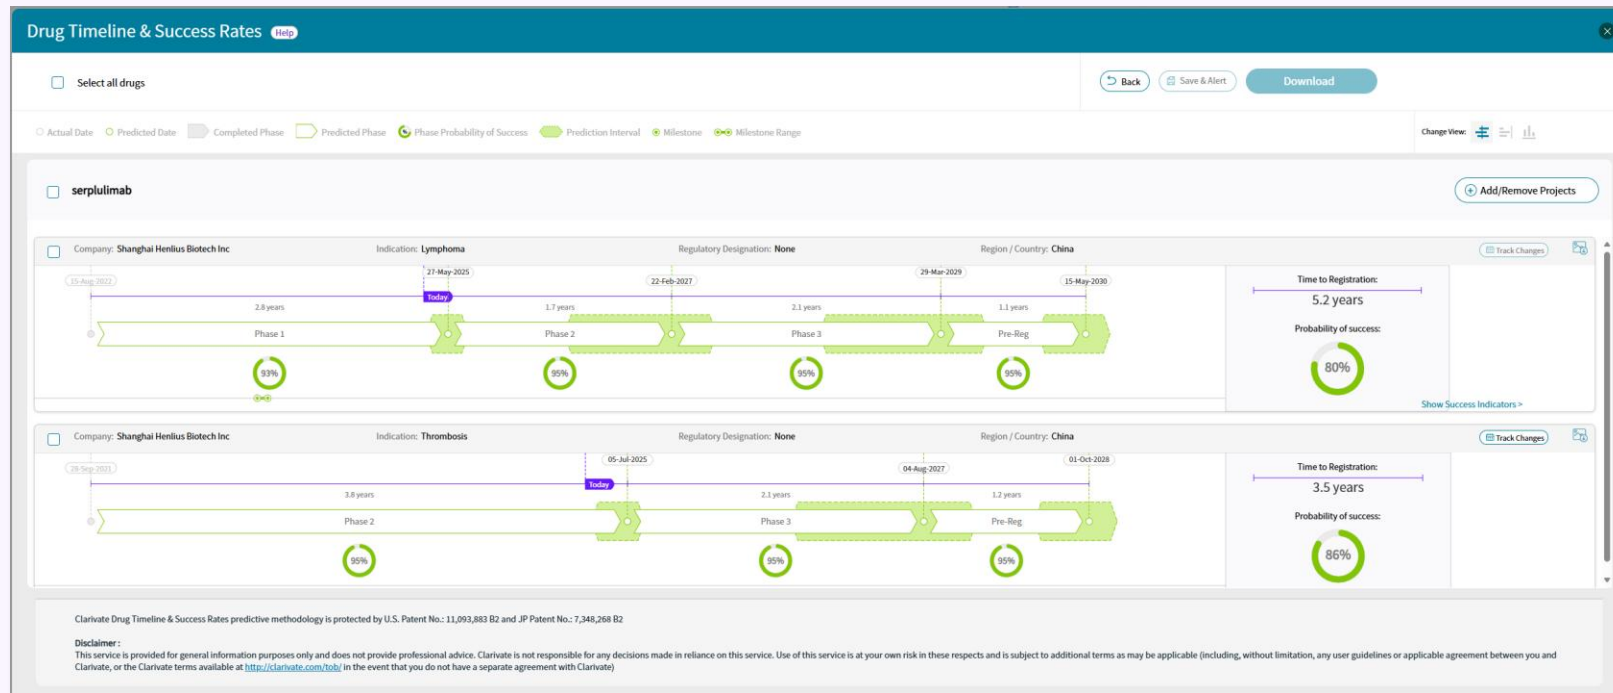 Drug Timeline & Success Rates Help
Select all drugs
Back
Save & Alert
Download
Actual Date Predicted Date Completed Phase Predicted Phase Phase Probability of Success Prediction Interval Milestone Milestone Range
Change View:
serplulimab
Add/Remove Projects
Company: Shanghai Henlius Biotech Inc Indication: Lymphoma Regulatory Designation: None Region / Country: China Track Changes
15-Aug-2022 27-May-2025 22-Feb-2027 29-Mar-2029 15-May-2030
Today
2.8 years 1.7 years 2.1 years 1.1 years
Phase 1 Phase 2 Phase 3 Pre-Reg
93% 95% 95% 95%
Time to Registration:
5.2 years
Probability of success:
80%
Show Success Indicators >
Company: Shanghai Henlius Biotech Inc Indication: Thrombosis Regulatory Designation: None Region / Country: China Track Changes
28-Sep-2021 05-Jul-2025 04-Aug-2027 01-Oct-2028
Today
3.8 years 2.1 years 1.2 years
Phase 2 Phase 3 Pre-Reg
95% 95% 95%
Time to Registration:
3.5 years
Probability of success:
86%
Clarivate Drug Timeline & Success Rates predictive methodology is protected by U.S. Patent No.: 11,093,883 B2 and JP Patent No.: 7,348,268 B2
Disclaimer :
This service is provided for general information purposes only and does not provide professional advice. Clarivate is not responsible for any decisions made in reliance on this service. Use of this service is at your own risk in these respects and is subject to additional terms as may be applicable (including, without limitation, any user guidelines or applicable agreement between you and
Clarivate, or the Clarivate terms available at http://clarivate.com/tob/ in the event that you do not have a separate agreement with Clarivate)